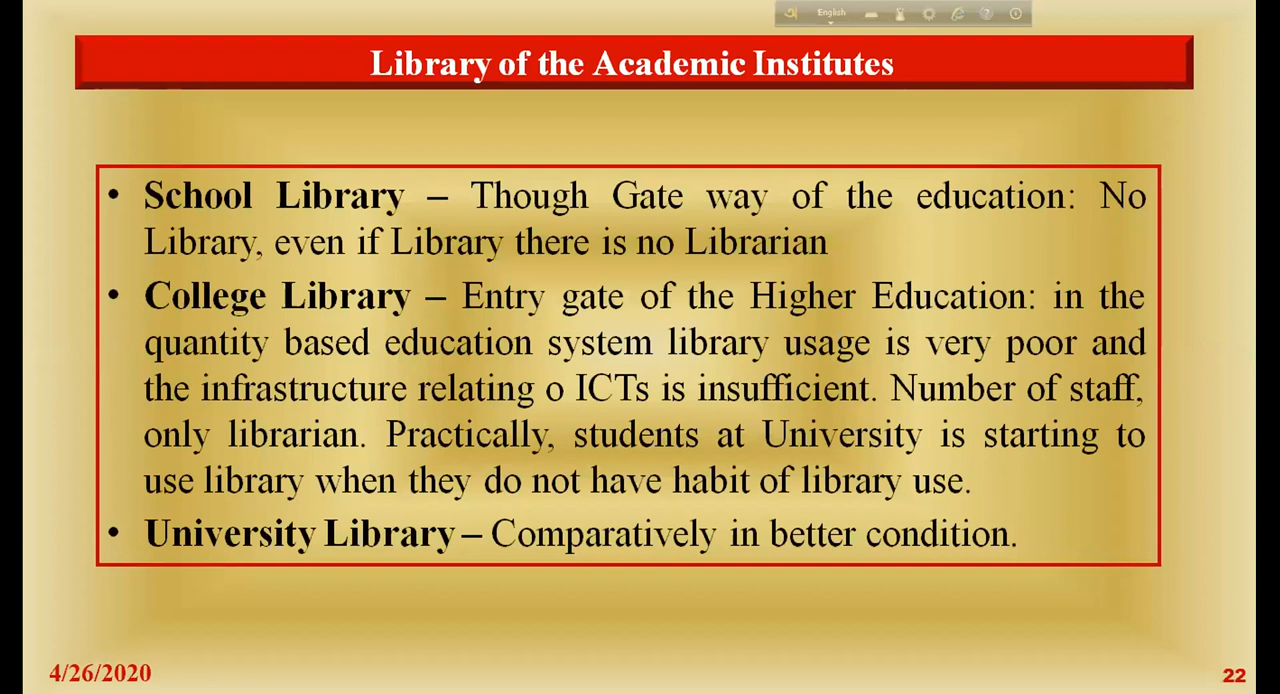 English
Library of the Academic Institutes
• School Library – Though Gate way of the education: No
Library, even if Library there is no Librarian
• College Library – Entry gate of the Higher Education: in the
quantity based education system library usage is very poor and
the infrastructure relating o ICTs is insufficient. Number of staff,
only librarian. Practically, students at University is starting to
use library when they do not have habit of library use.
• University Library – Comparatively in better condition.
4/26/2020
22